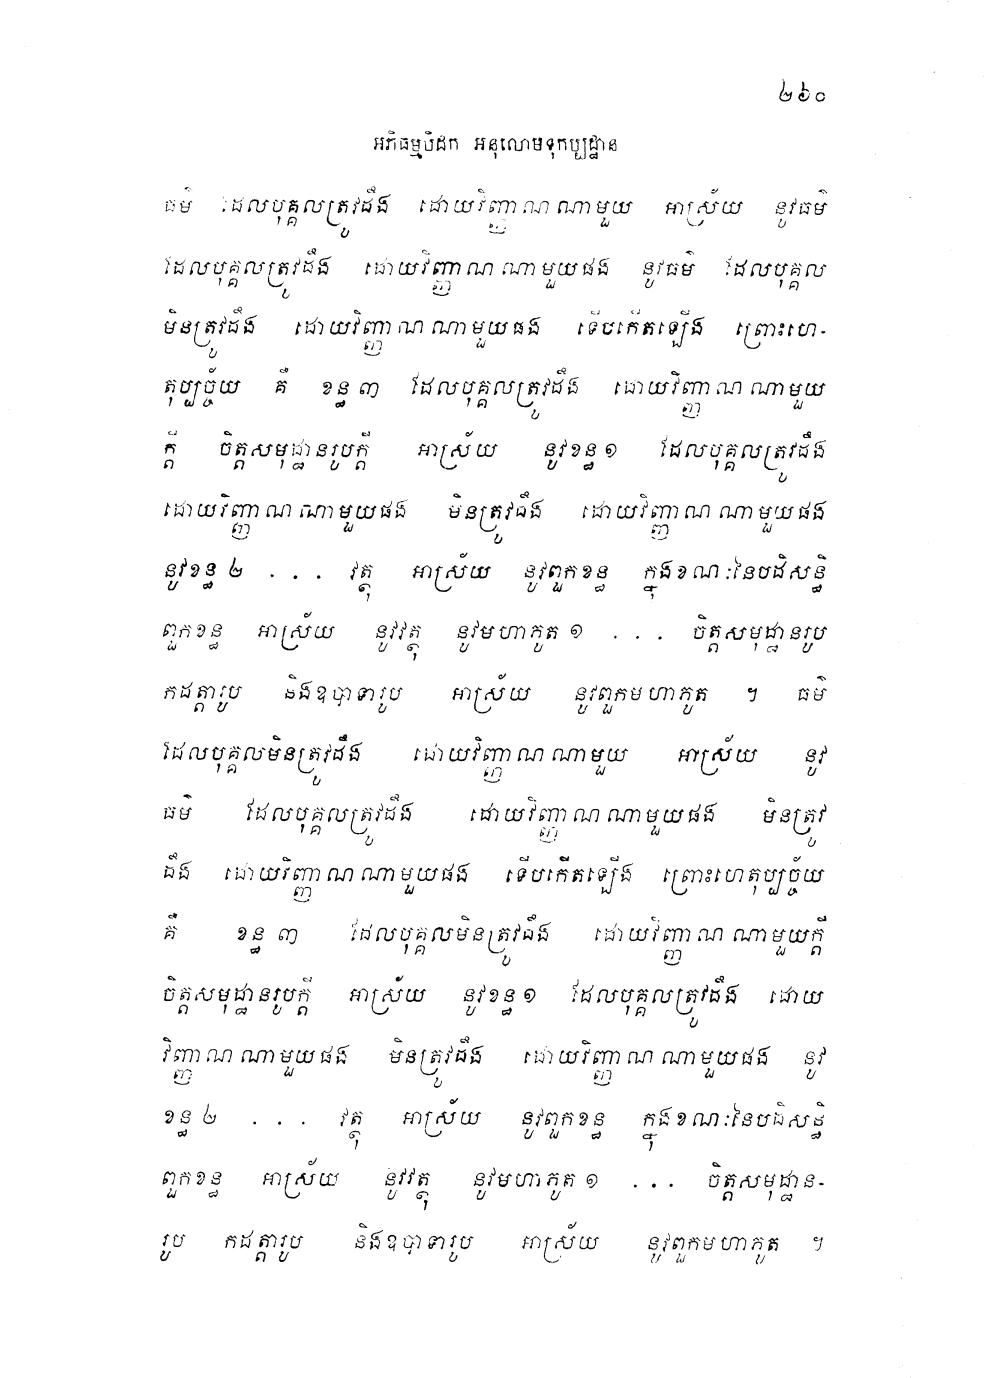 ២៦០
អភិធម្មបិដក អនុលោមទុកប្បដ្ឋាន
ធម៌ ដែលបុគ្គលត្រូវដឹង ដោយវិញ្ញាណណាមួយ អាស្រ័យ នូវធម៌
ដែលបុគ្គលត្រូវដឹង ដោយវិញ្ញាណណាមួយផង នូវធម៌ ដែលបុគ្គល
មិនត្រូវដឹង ដោយវិញ្ញាណណាមួយផង ទើបកើតឡើង ព្រោះហេ-
តុប្បច្ច័យ គឺ ខន្ធ៣ ដែលបុគ្គលត្រូវដឹង ដោយវិញ្ញាណណាមួយ
ក្តី ចិត្តសមុដ្ឋានរូបក្តី អាស្រ័យ នូវខន្ធ១ ដែលបុគ្គលត្រូវដឹង
ដោយវិញ្ញាណណាមួយផង មិនត្រូវដឹង ដោយវិញ្ញាណណាមួយផង
នូវខន្ធ២ ... វត្ថុ អាស្រ័យ នូវពួកខន្ធ ក្នុងខណៈនៃបដិសន្ធិ
ពួកខន្ធ អាស្រ័យ នូវវត្ថុ នូវមហាភូត១ ... ចិត្តសមុដ្ឋានរូប
កដត្តារូប និងឧបាទារូប អាស្រ័យ នូវពួកមហាភូត ។ ធម៌
ដែលបុគ្គលមិនត្រូវដឹង ដោយវិញ្ញាណណាមួយ អាស្រ័យ នូវ
ធម៌ ដែលបុគ្គលត្រូវដឹង ដោយវិញ្ញាណណាមួយផង មិនត្រូវ
ដឹង ដោយវិញ្ញាណណាមួយផង ទើបកើតឡើង ព្រោះហេតុប្បច្ច័យ
គឺ ខន្ធ៣ ដែលបុគ្គលមិនត្រូវដឹង ដោយវិញ្ញាណណាមួយក្តី
ចិត្តសមុដ្ឋានរូបក្តី អាស្រ័យ នូវខន្ធ១ ដែលបុគ្គលត្រូវដឹង ដោយ
វិញ្ញាណណាមួយផង មិនត្រូវដឹង ដោយវិញ្ញាណណាមួយផង នូវ
ខន្ធ២ ... វត្ថុ អាស្រ័យ នូវពួកខន្ធ ក្នុងខណៈនៃបដិសន្ធិ
ពួកខន្ធ អាស្រ័យ នូវវត្ថុ នូវមហាភូត១ ... ចិត្តសមុដ្ឋាន-
រូប កដត្តារូប និងឧបាទារូប អាស្រ័យ នូវពួកមហាភូត ។